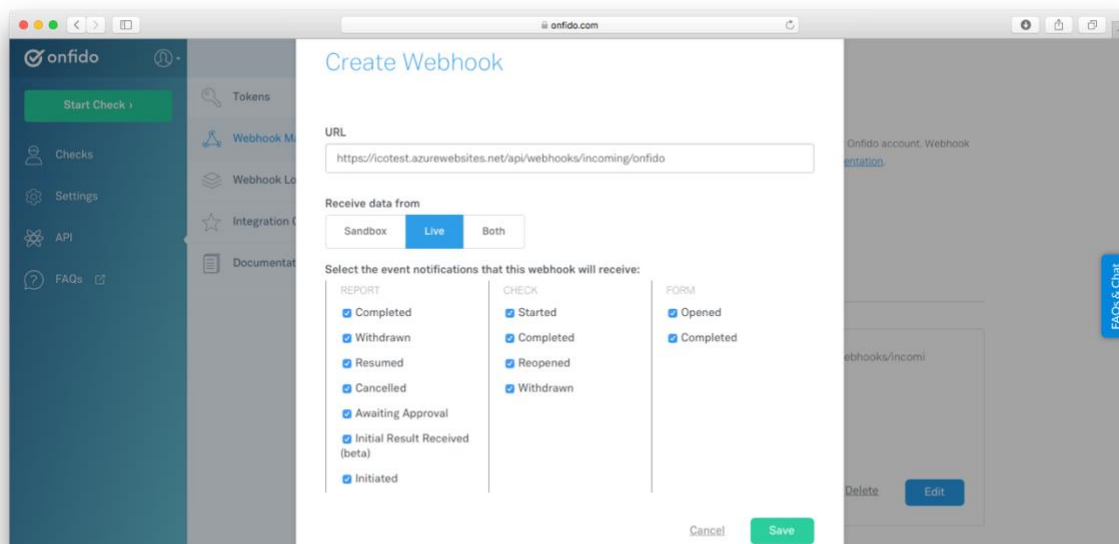 onfido.com
onfido
Start Check ›
Checks
Settings
API
FAQs
Tokens
Webhook Ma
Webhook Lo
Integration
Documentat
Create Webhook
URL
https://icotest.azurewebsites.net/api/webhooks/incoming/onfido
Receive data from
Sandbox
Live
Both
Select the event notifications that this webhook will receive:
REPORT
Completed
Withdrawn
Resumed
Cancelled
Awaiting Approval
Initial Result Received
(beta)
Initiated
CHECK
Started
Completed
Reopened
Withdrawn
FORM
Opened
Completed
Cancel
Save
Onfido account. Webhook
entation.
ebhooks/incomi
Delete
Edit
FAQs & Chat